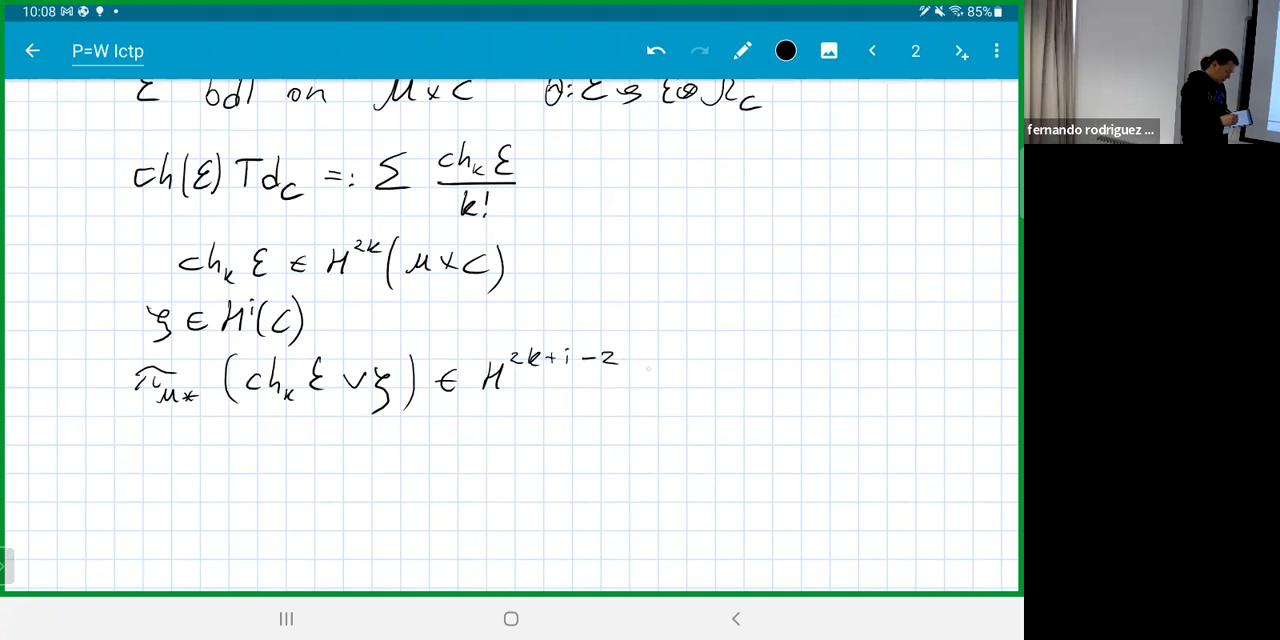 10:08 85%
P=W Ictp 2
ℰ bdl on M×C θ: ℰ → ℰ⊗Ω_C
ch(ℰ) Td_C =: Σ ch_k ℰ / k!
ch_k ℰ ∈ H^{2k}(M×C)
ξ ∈ H^i(C)
π_{M*} (ch_k ℰ ∪ ξ) ∈ H^{2k+i-2}
fernando rodriguez ...